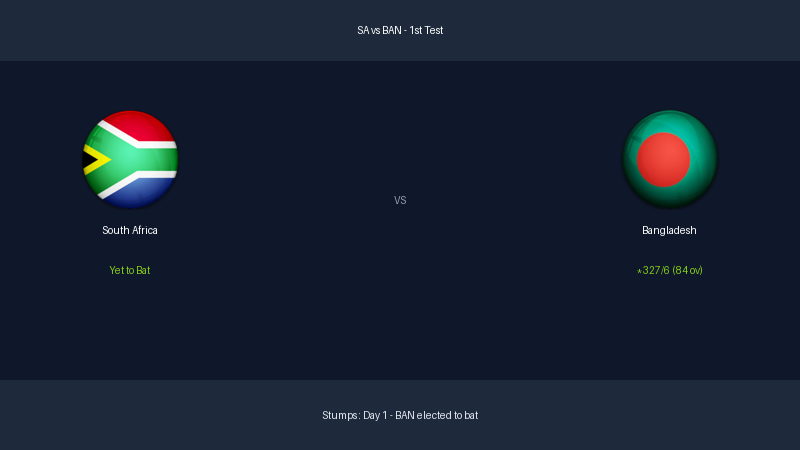 SA vs BAN - 1st Test
VS
South Africa
Bangladesh
Yet to Bat
*327/6 (84 ov)
Stumps: Day 1 - BAN elected to bat